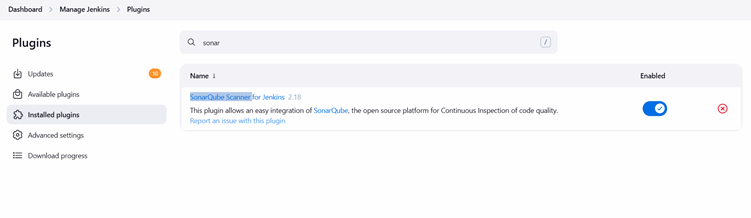 Dashboard > Manage Jenkins > Plugins
Plugins
sonar
/
Updates 10
Available plugins
Installed plugins
Advanced settings
Download progress
Name ↓ Enabled
SonarQube Scanner for Jenkins 2.18
This plugin allows an easy integration of SonarQube, the open source platform for Continuous Inspection of code quality.
Report an issue with this plugin